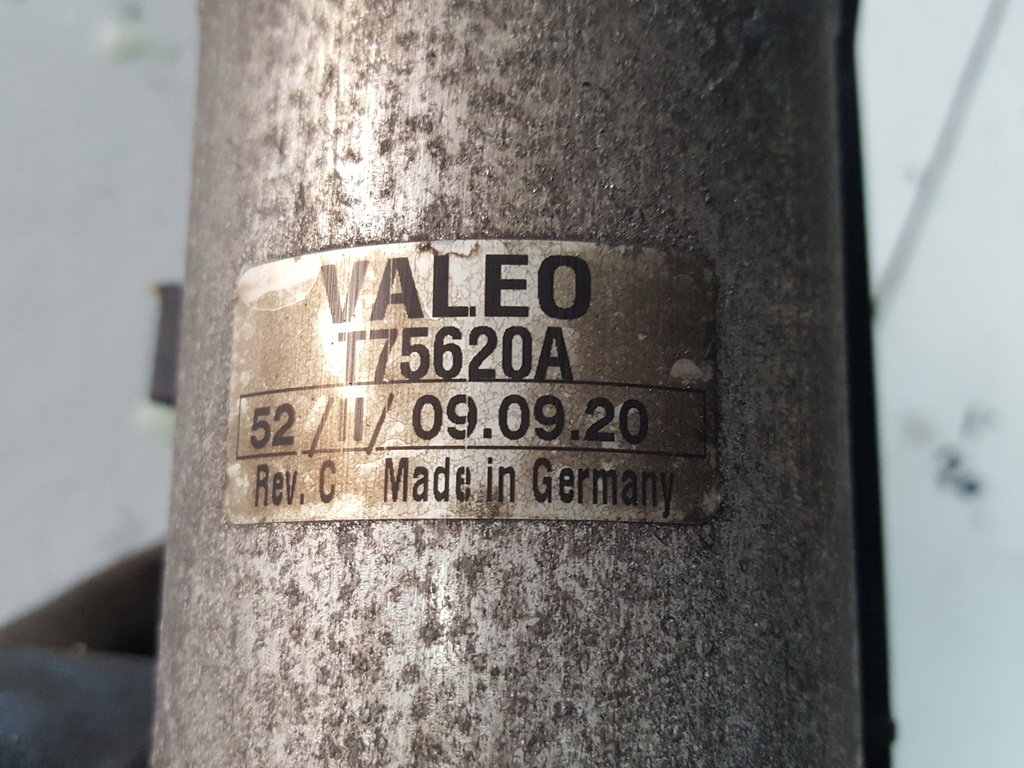 VALEO
T75620A
52 / II / 09.09.20
Rev. C Made in Germany